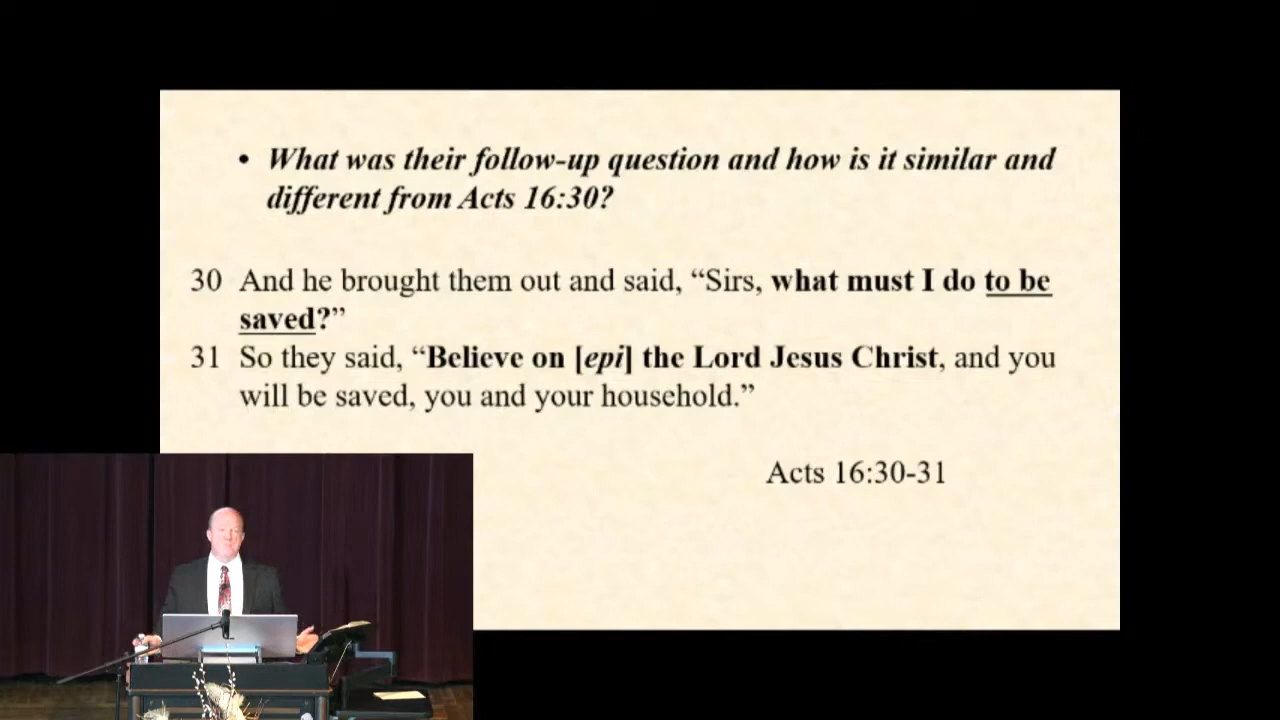 • What was their follow-up question and how is it similar and
different from Acts 16:30?
30 And he brought them out and said, “Sirs, what must I do to be
saved?”
31 So they said, “Believe on [epi] the Lord Jesus Christ, and you
will be saved, you and your household.”
Acts 16:30-31